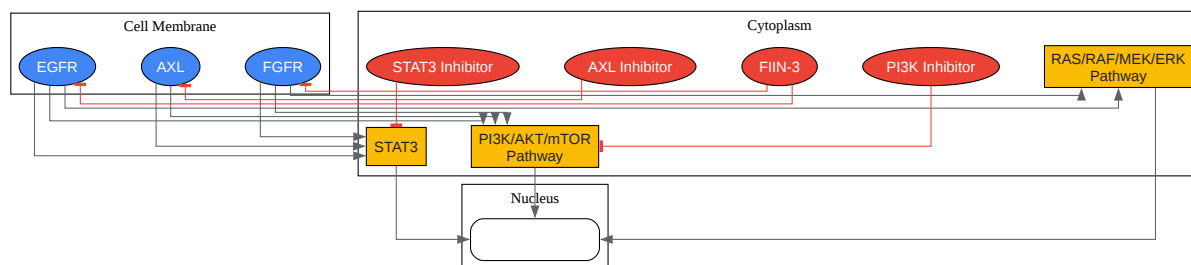 Cell Membrane
Cytoplasm
EGFR
AXL
FGFR
STAT3 Inhibitor
AXL Inhibitor
FIIN-3
PI3K Inhibitor
RAS/RAF/MEK/ERK
Pathway
STAT3
PI3K/AKT/mTOR
Pathway
Nucleus